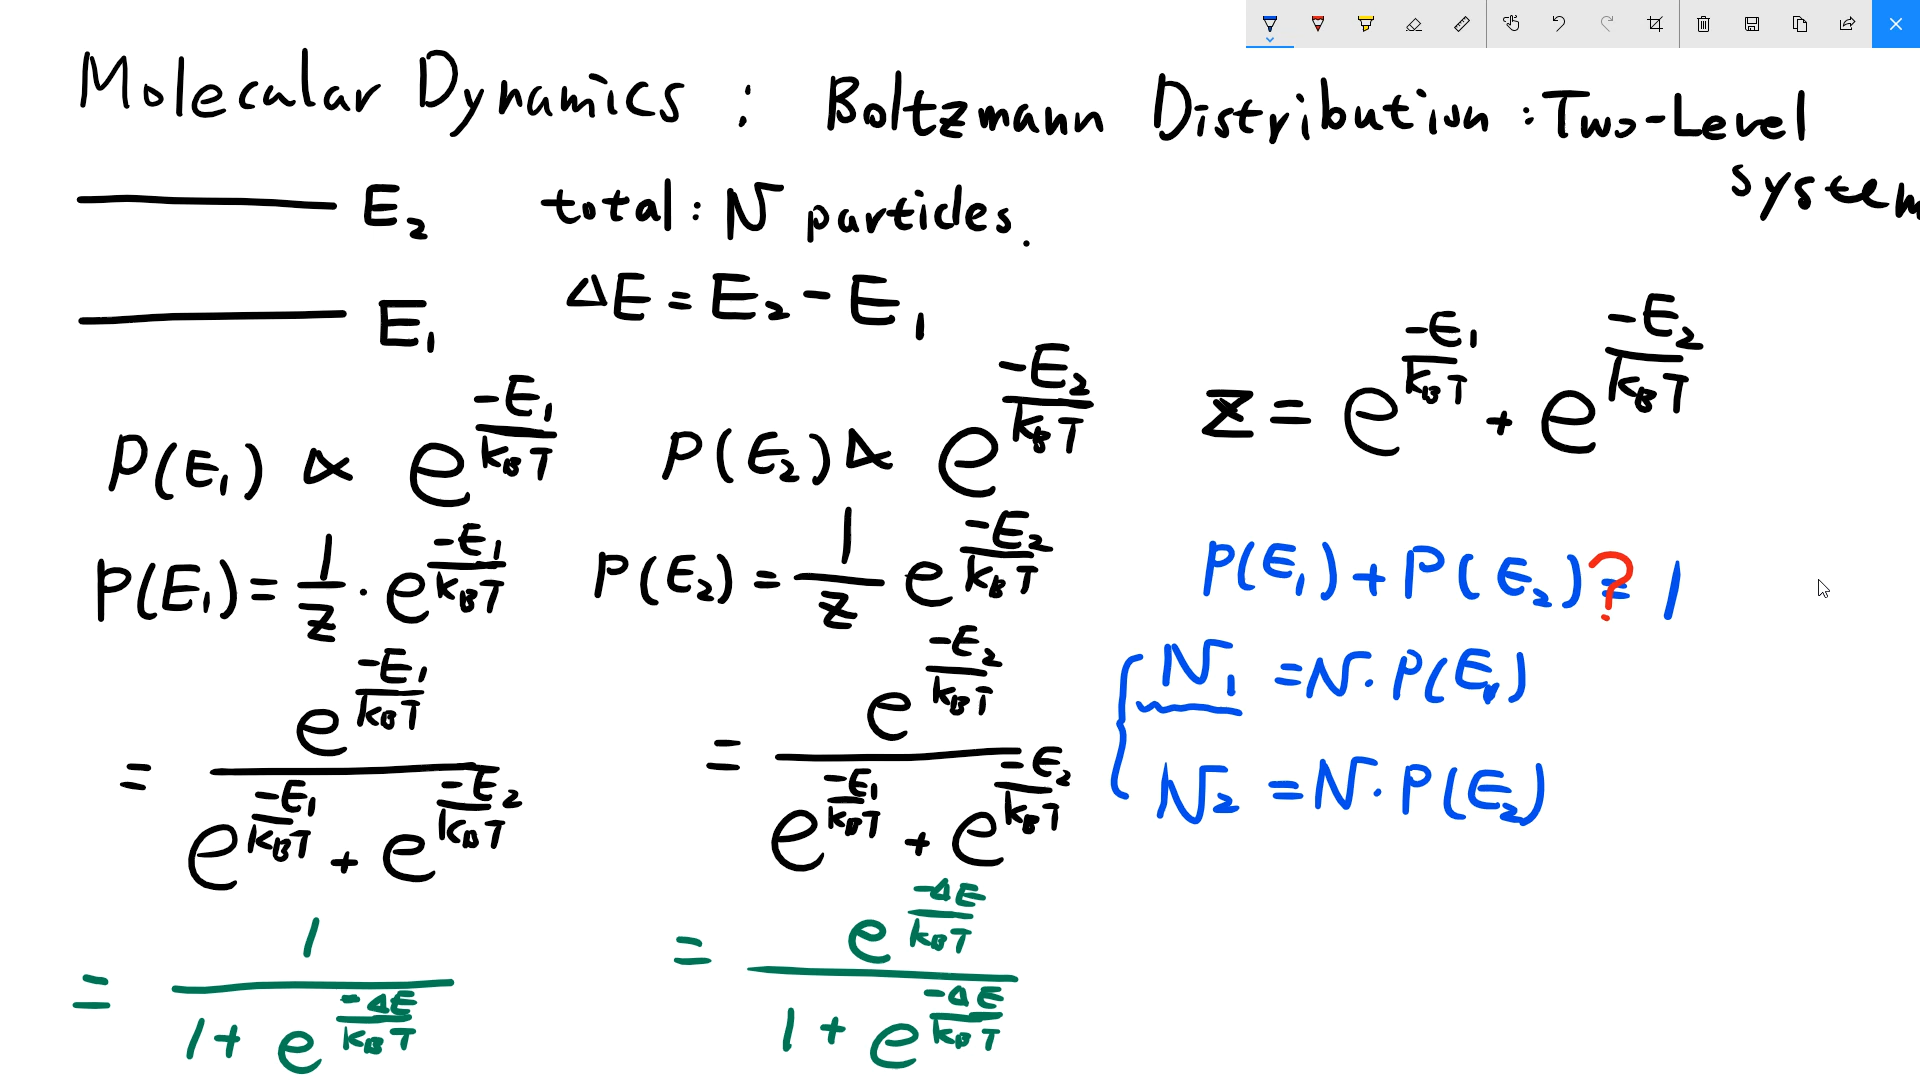 Molecular Dynamics : Boltzmann Distribution : Two-Level system
E₂ total : N particles.
E₁ ΔE = E₂ - E₁
P(E₁) ∝ e^(-E₁/k_BT) P(E₂) ∝ e^(-E₂/k_BT) Z = e^(-E₁/k_BT) + e^(-E₂/k_BT)
P(E₁) = 1/Z · e^(-E₁/k_BT) P(E₂) = 1/Z e^(-E₂/k_BT)
= e^(-E₁/k_BT) / (e^(-E₁/k_BT) + e^(-E₂/k_BT)) = e^(-E₂/k_BT) / (e^(-E₁/k_BT) + e^(-E₂/k_BT))
= 1 / (1 + e^(-ΔE/k_BT)) = e^(-ΔE/k_BT) / (1 + e^(-ΔE/k_BT))
P(E₁) + P(E₂) =? 1
N₁ = N · P(E₁)
N₂ = N · P(E₂)